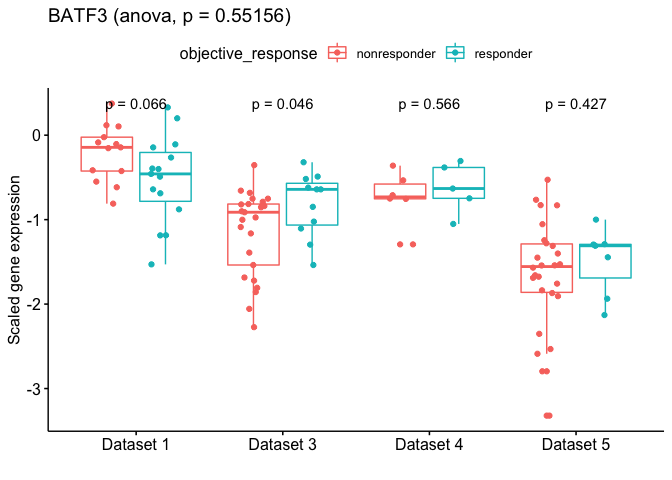 BATF3 (anova, p = 0.55156)
objective_response nonresponder responder
p = 0.066 p = 0.046 p = 0.566 p = 0.427
Scaled gene expression
0
-1
-2
-3
Dataset 1 Dataset 3 Dataset 4 Dataset 5